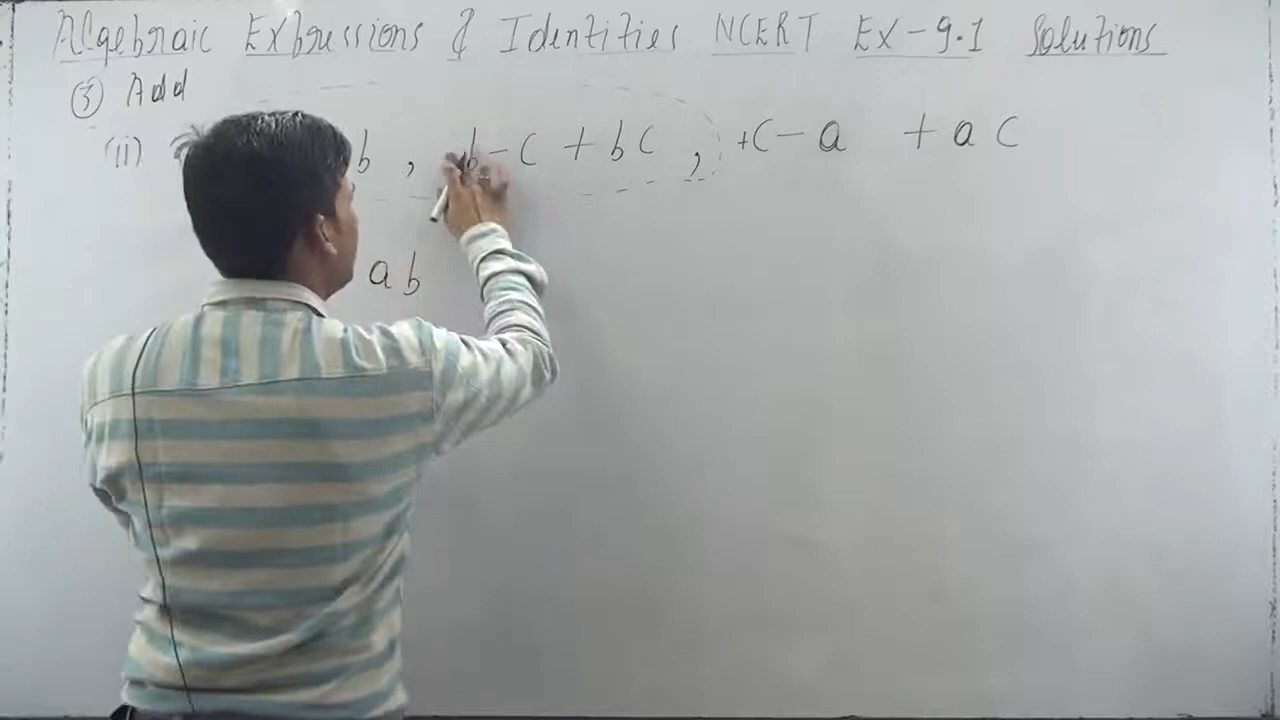 Algebraic Expressions & Identities NCERT EX-9.1 Solutions
③ Add
(ii) b , b-c+bc , +c-a +ac
ab